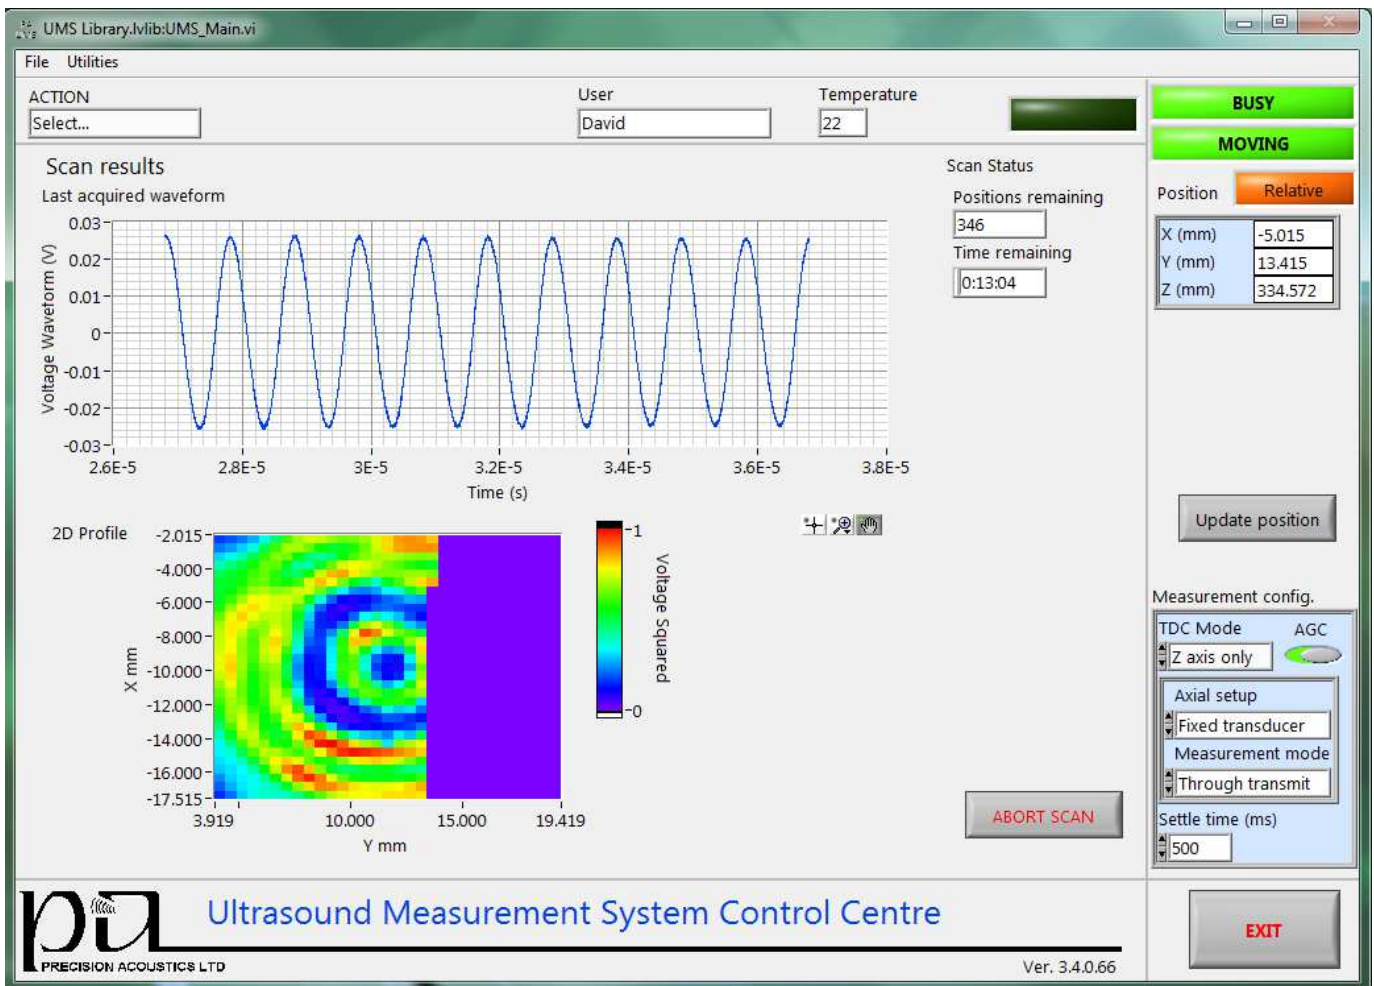 UMS Library.lvlib:UMS_Main.vi
File Utilities
ACTION
Select...
User
David
Temperature
22
BUSY
MOVING
Position Relative
X (mm) -5.015
Y (mm) 13.415
Z (mm) 334.572
Scan results
Last acquired waveform
Scan Status
Positions remaining
346
Time remaining
0:13:04
Voltage Waveform (V)
0.03
0.02
0.01
0
-0.01
-0.02
-0.03
2.6E-5 2.8E-5 3E-5 3.2E-5 3.4E-5 3.6E-5 3.8E-5
Time (s)
Update position
2D Profile
X mm
-2.015
-4.000
-6.000
-8.000
-10.000
-12.000
-14.000
-16.000
-17.515
3.919 10.000 15.000 19.419
Y mm
1
0
Voltage Squared
Measurement config.
TDC Mode AGC
Z axis only
Axial setup
Fixed transducer
Measurement mode
Through transmit
Settle time (ms)
500
ABORT SCAN
pa
PRECISION ACOUSTICS LTD
Ultrasound Measurement System Control Centre
Ver. 3.4.0.66
EXIT